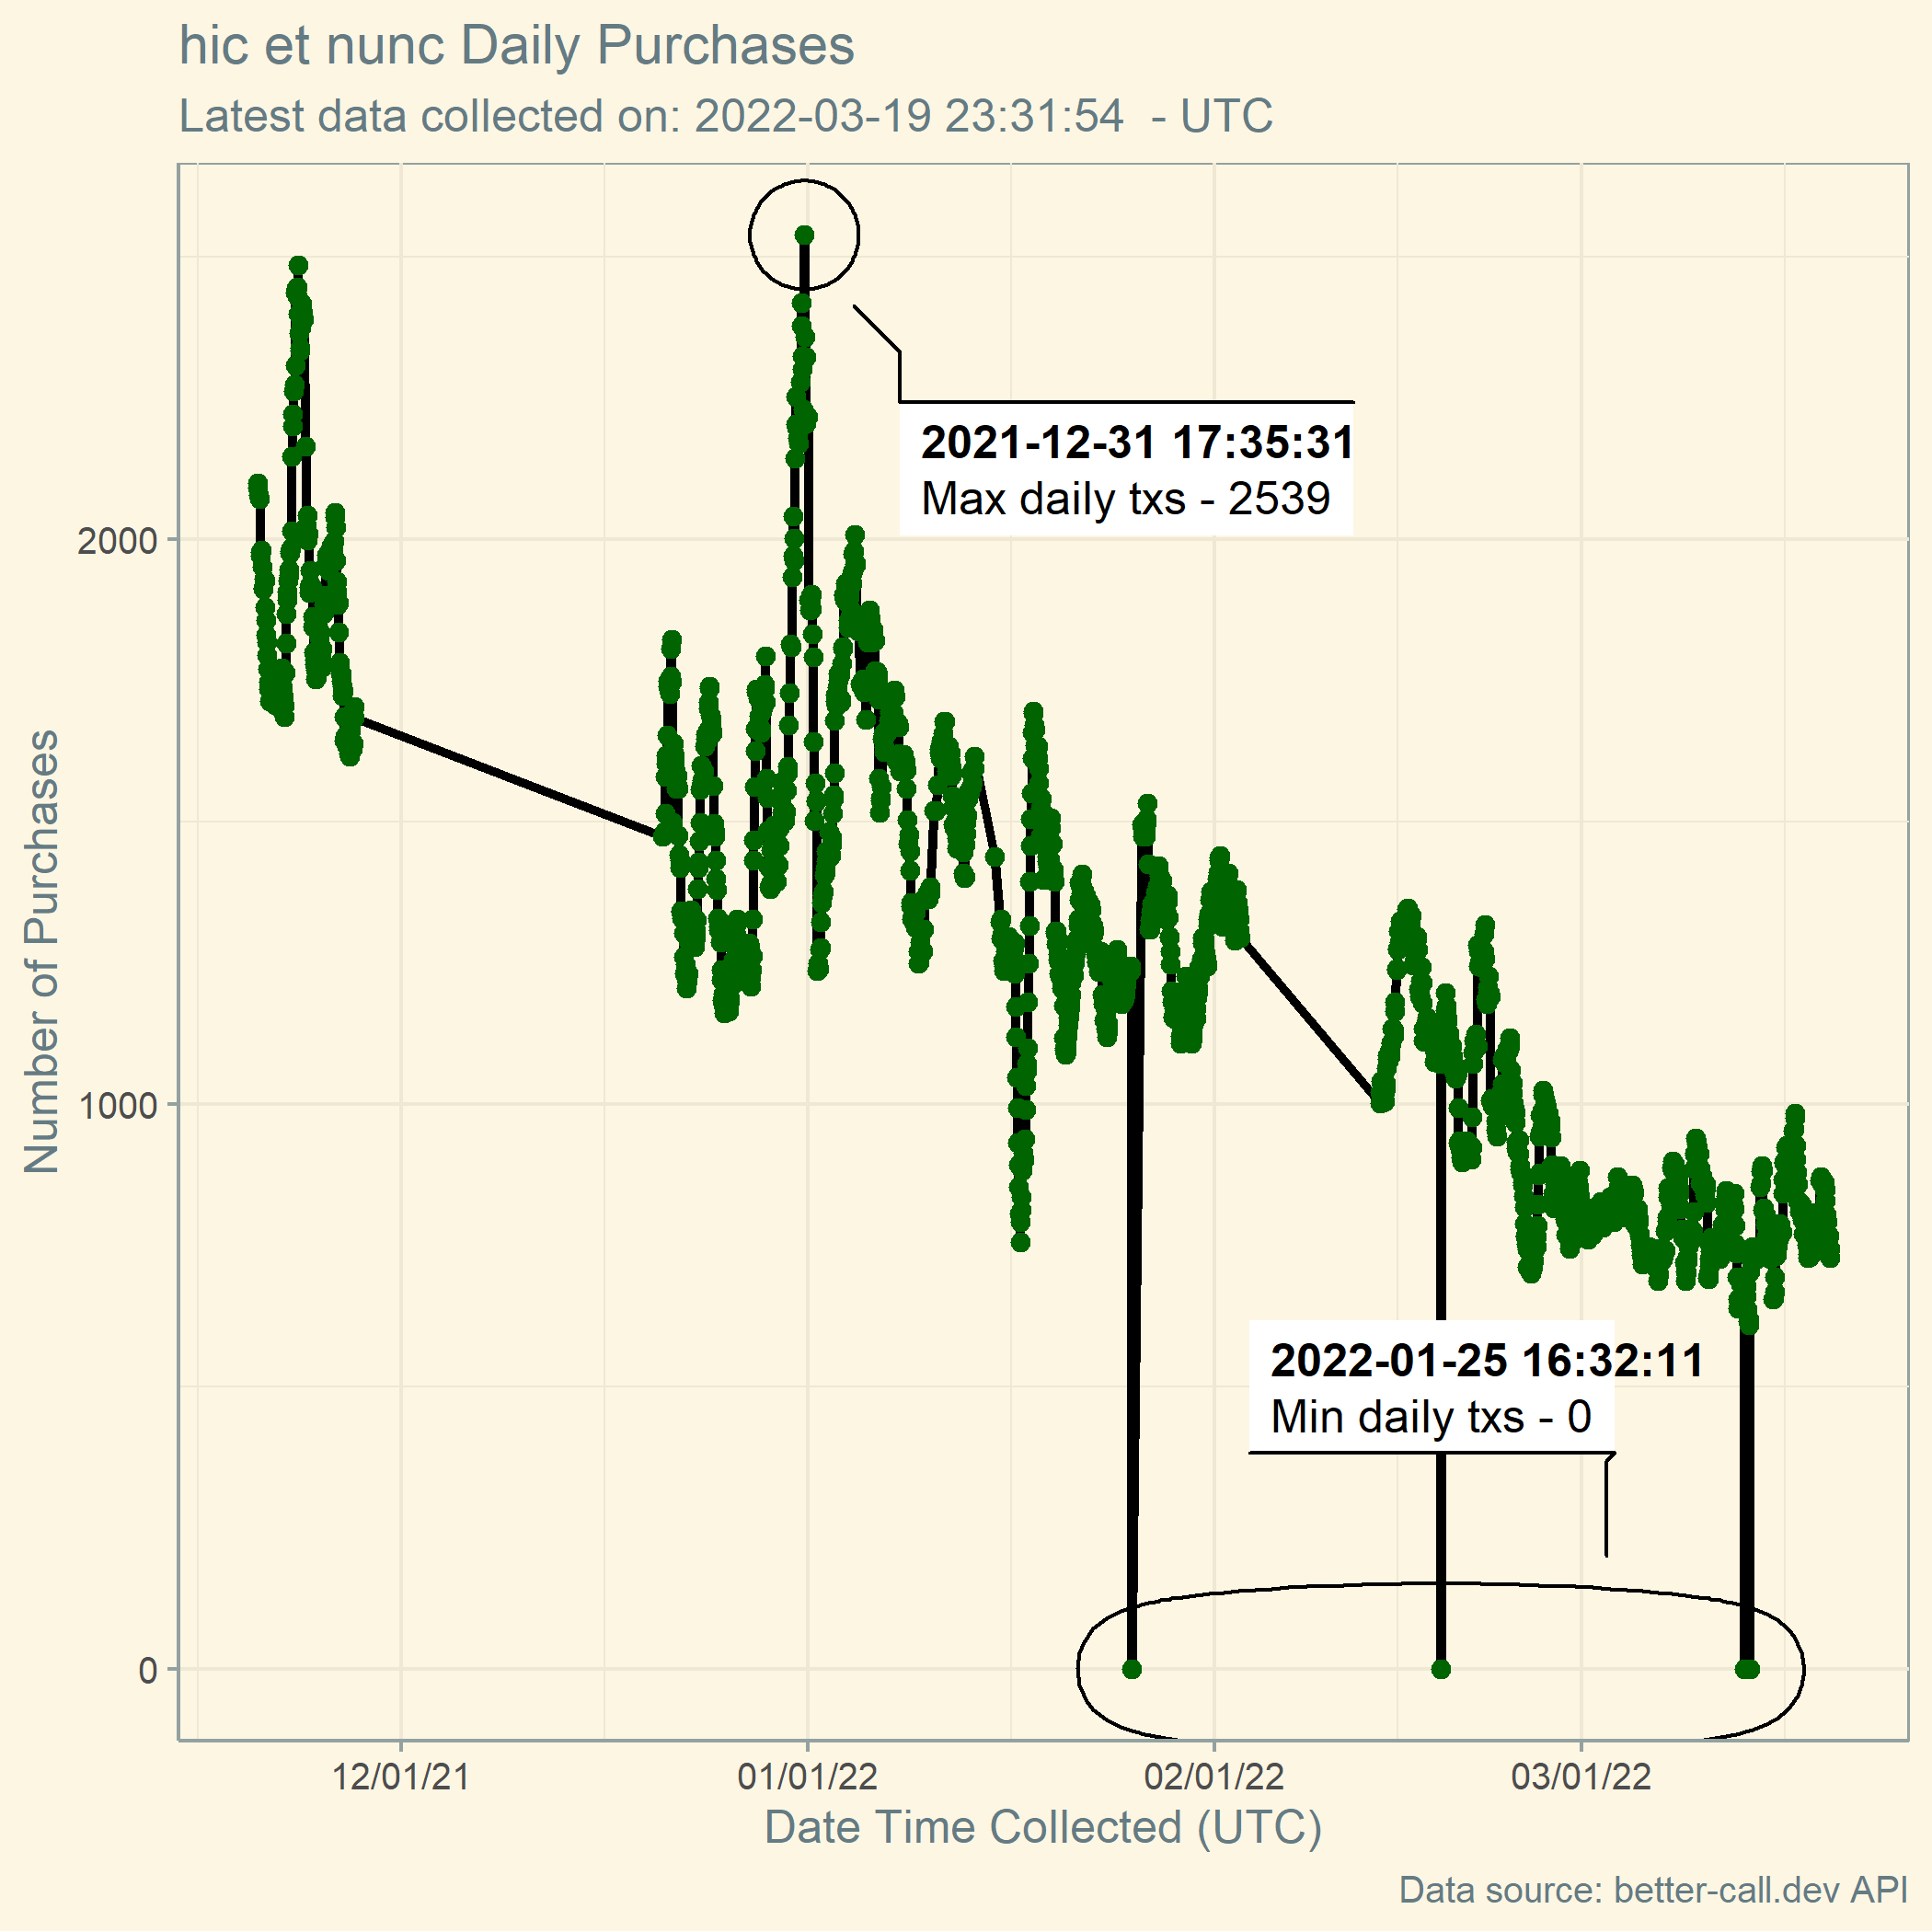 hic et nunc Daily Purchases
Latest data collected on: 2022-03-19 23:31:54 - UTC
Number of Purchases
2000
1000
0
2021-12-31 17:35:31
Max daily txs - 2539
2022-01-25 16:32:11
Min daily txs - 0
12/01/21 01/01/22 02/01/22 03/01/22
Date Time Collected (UTC)
Data source: better-call.dev API